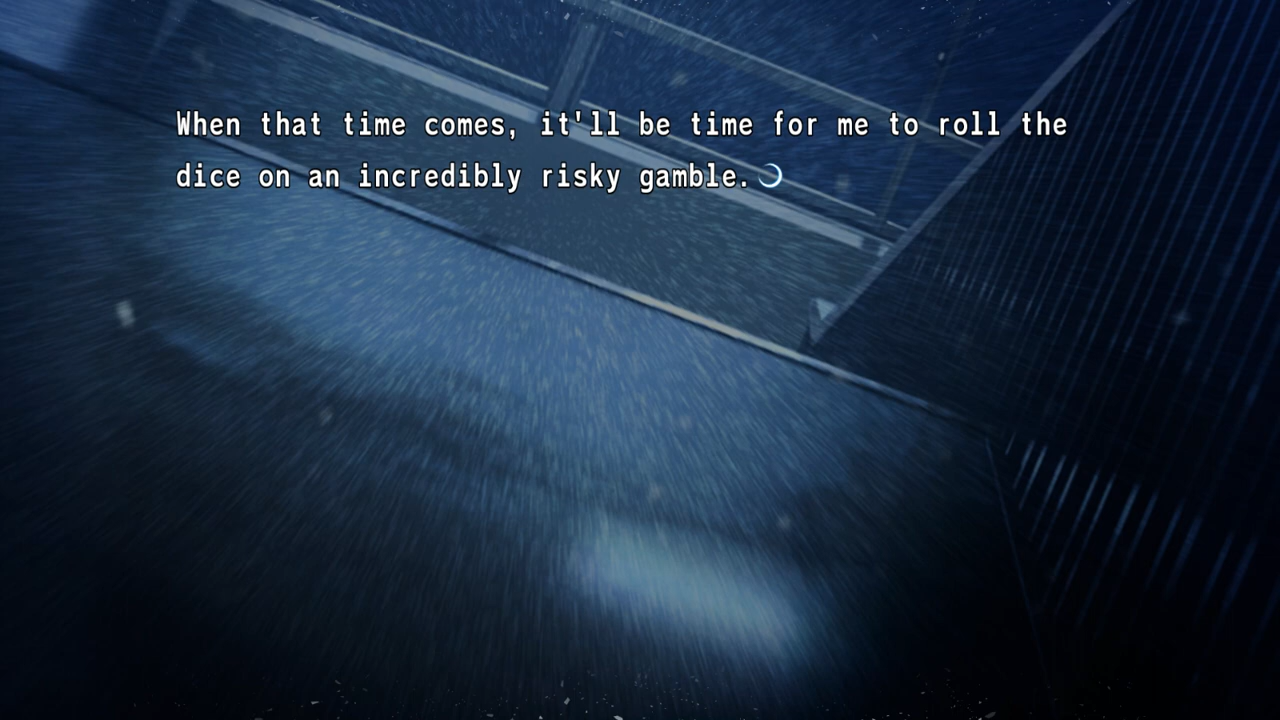 When that time comes, it'll be time for me to roll the
dice on an incredibly risky gamble.